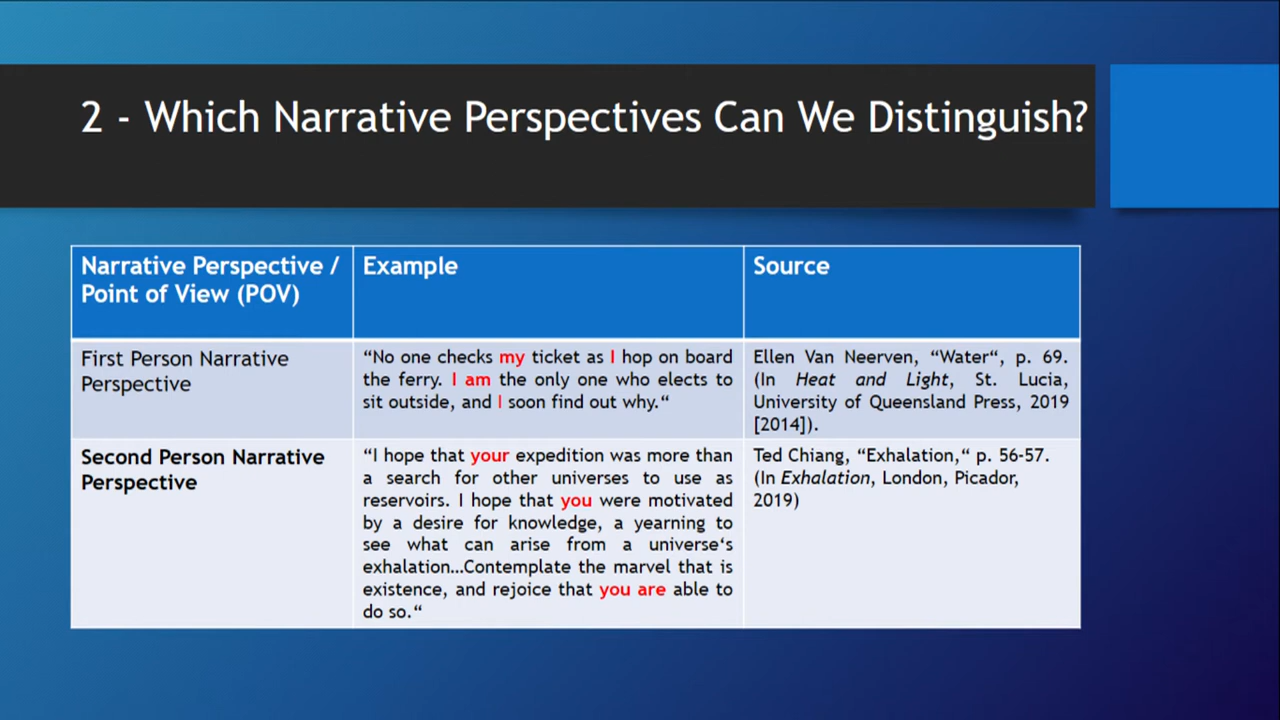 2 - Which Narrative Perspectives Can We Distinguish?
Narrative Perspective /
Point of View (POV)
Example
Source
First Person Narrative
Perspective
“No one checks my ticket as I hop on board
the ferry. I am the only one who elects to
sit outside, and I soon find out why.“
Ellen Van Neerven, “Water“, p. 69.
(In Heat and Light, St. Lucia,
University of Queensland Press, 2019
[2014]).
Second Person Narrative
Perspective
“I hope that your expedition was more than
a search for other universes to use as
reservoirs. I hope that you were motivated
by a desire for knowledge, a yearning to
see what can arise from a universe‘s
exhalation…Contemplate the marvel that is
existence, and rejoice that you are able to
do so.“
Ted Chiang, “Exhalation,“ p. 56-57.
(In Exhalation, London, Picador,
2019)